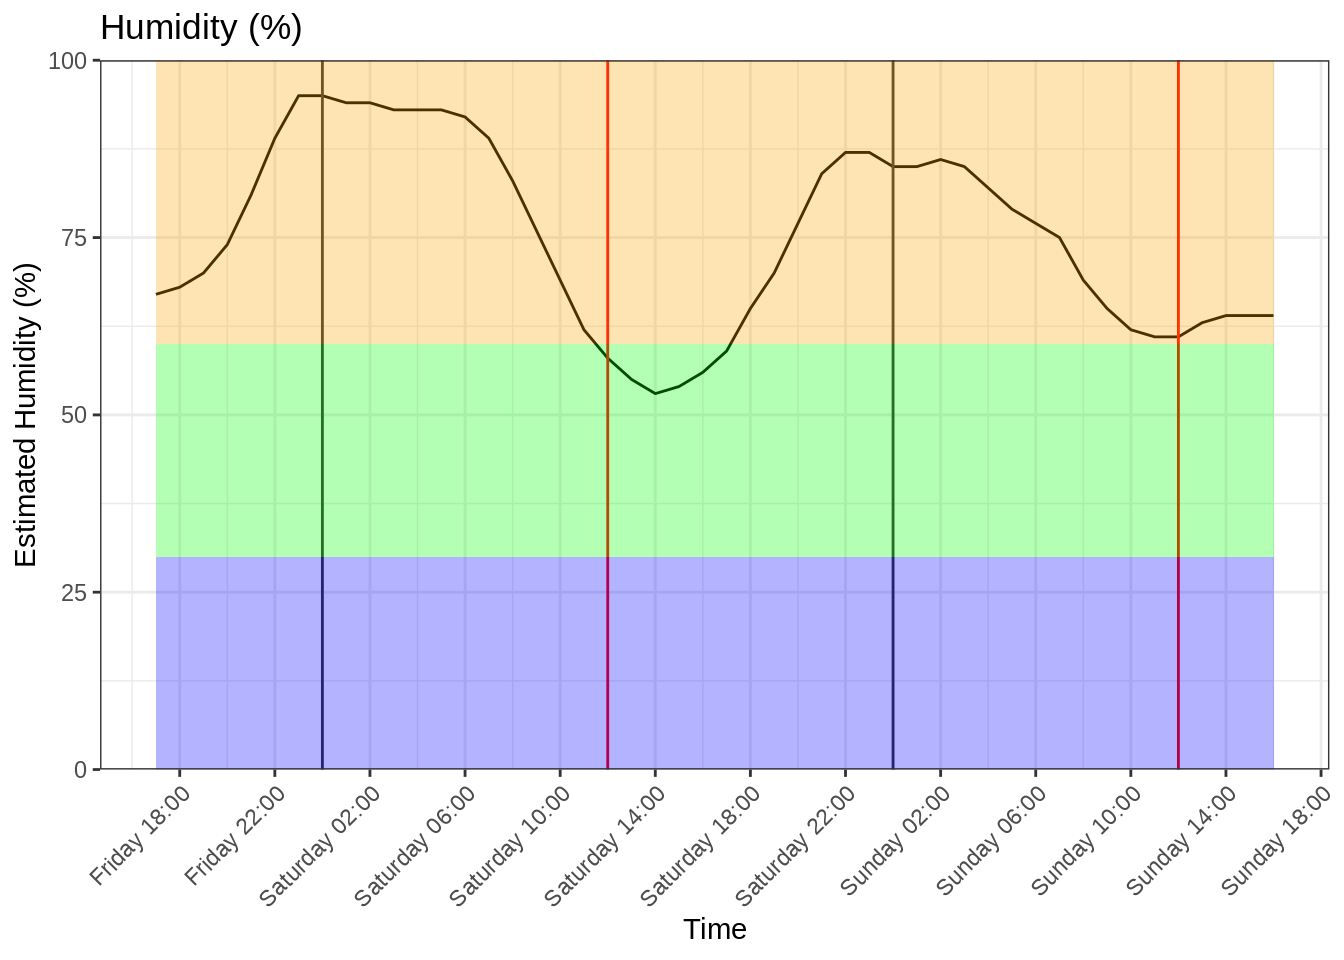 Humidity (%)
Estimated Humidity (%)
100
75
50
25
0
Friday 18:00
Friday 22:00
Saturday 02:00
Saturday 06:00
Saturday 10:00
Saturday 14:00
Saturday 18:00
Saturday 22:00
Sunday 02:00
Sunday 06:00
Sunday 10:00
Sunday 14:00
Sunday 18:00
Time